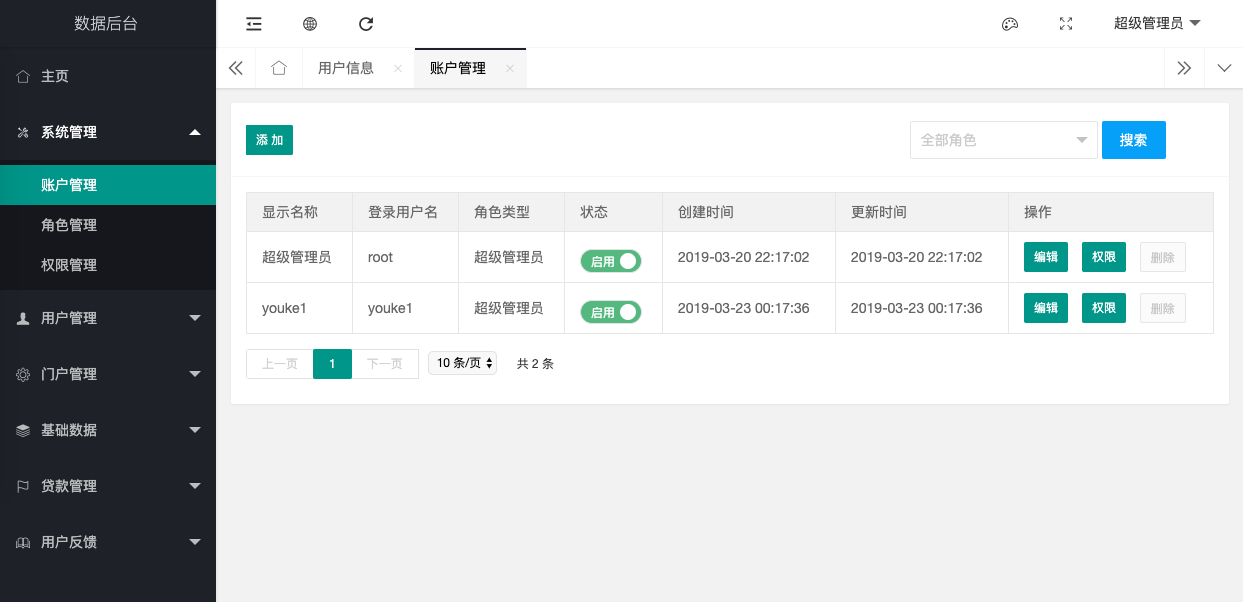 数据后台
超级管理员
主页
用户信息
账户管理
系统管理
账户管理
角色管理
权限管理
用户管理
门户管理
基础数据
贷款管理
用户反馈
添加
全部角色
搜索
显示名称 登录用户名 角色类型 状态 创建时间 更新时间 操作
超级管理员 root 超级管理员 启用 2019-03-20 22:17:02 2019-03-20 22:17:02 编辑 权限 删除
youke1 youke1 超级管理员 启用 2019-03-23 00:17:36 2019-03-23 00:17:36 编辑 权限 删除
上一页 1 下一页 10 条/页 共 2 条